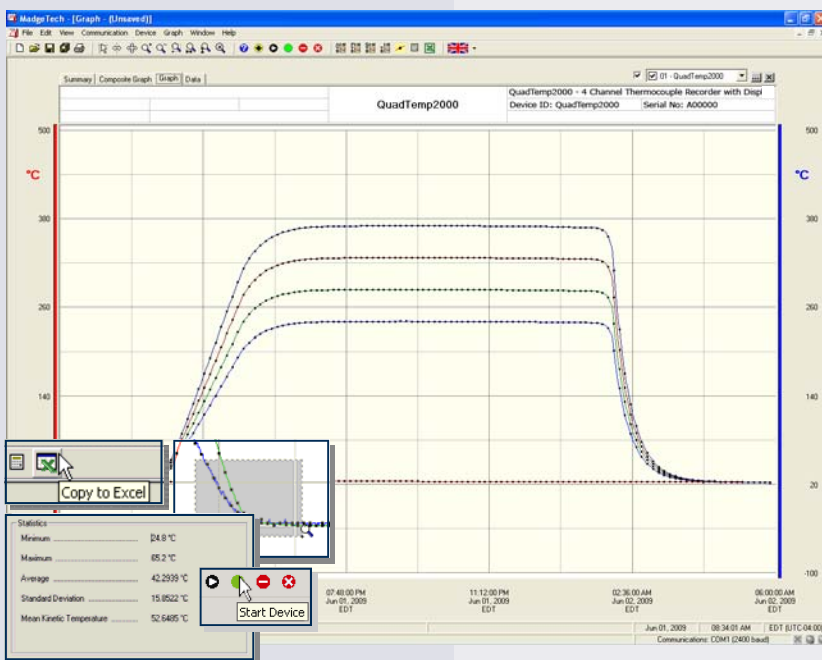 MadgeTech - [Graph - (Unsaved)]
File Edit View Communication Device Graph Window Help
Summary Composite Graph Graph Data
01 - QuadTemp2000
QuadTemp2000
QuadTemp2000 - 4 Channel Thermocouple Recorder with Displ
Device ID: QuadTemp2000 Serial No: A00000
500 500
°C °C
380 380
260 260
140 140
20
-100
Copy to Excel
Statistics
Minimum 24.8 °C
Maximum 65.2 °C
Average 42.2939 °C
Standard Deviation 15.8522 °C
Mean Kinetic Temperature 52.6485 °C
Start Device
07:48:00 PM
Jun 01, 2009
EDT
11:12:00 PM
Jun 01, 2009
EDT
02:36:00 AM
Jun 02, 2009
EDT
06:00:00 AM
Jun 02, 2009
EDT
Jun 01, 2009 08:34:01 AM EDT (UTC-04:00)
Communications: COM1 (2400 baud)